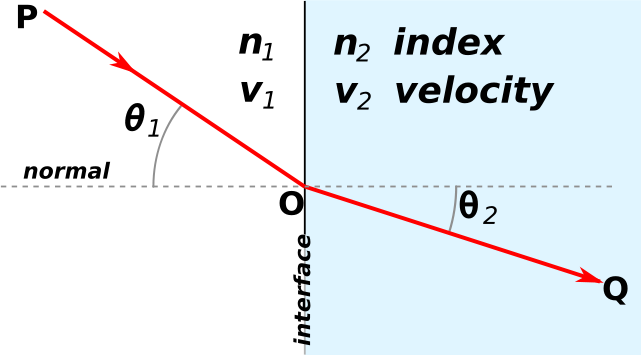 P
n₁ n₂ index
v₁ v₂ velocity
θ₁
normal
O
θ₂
interface
Q